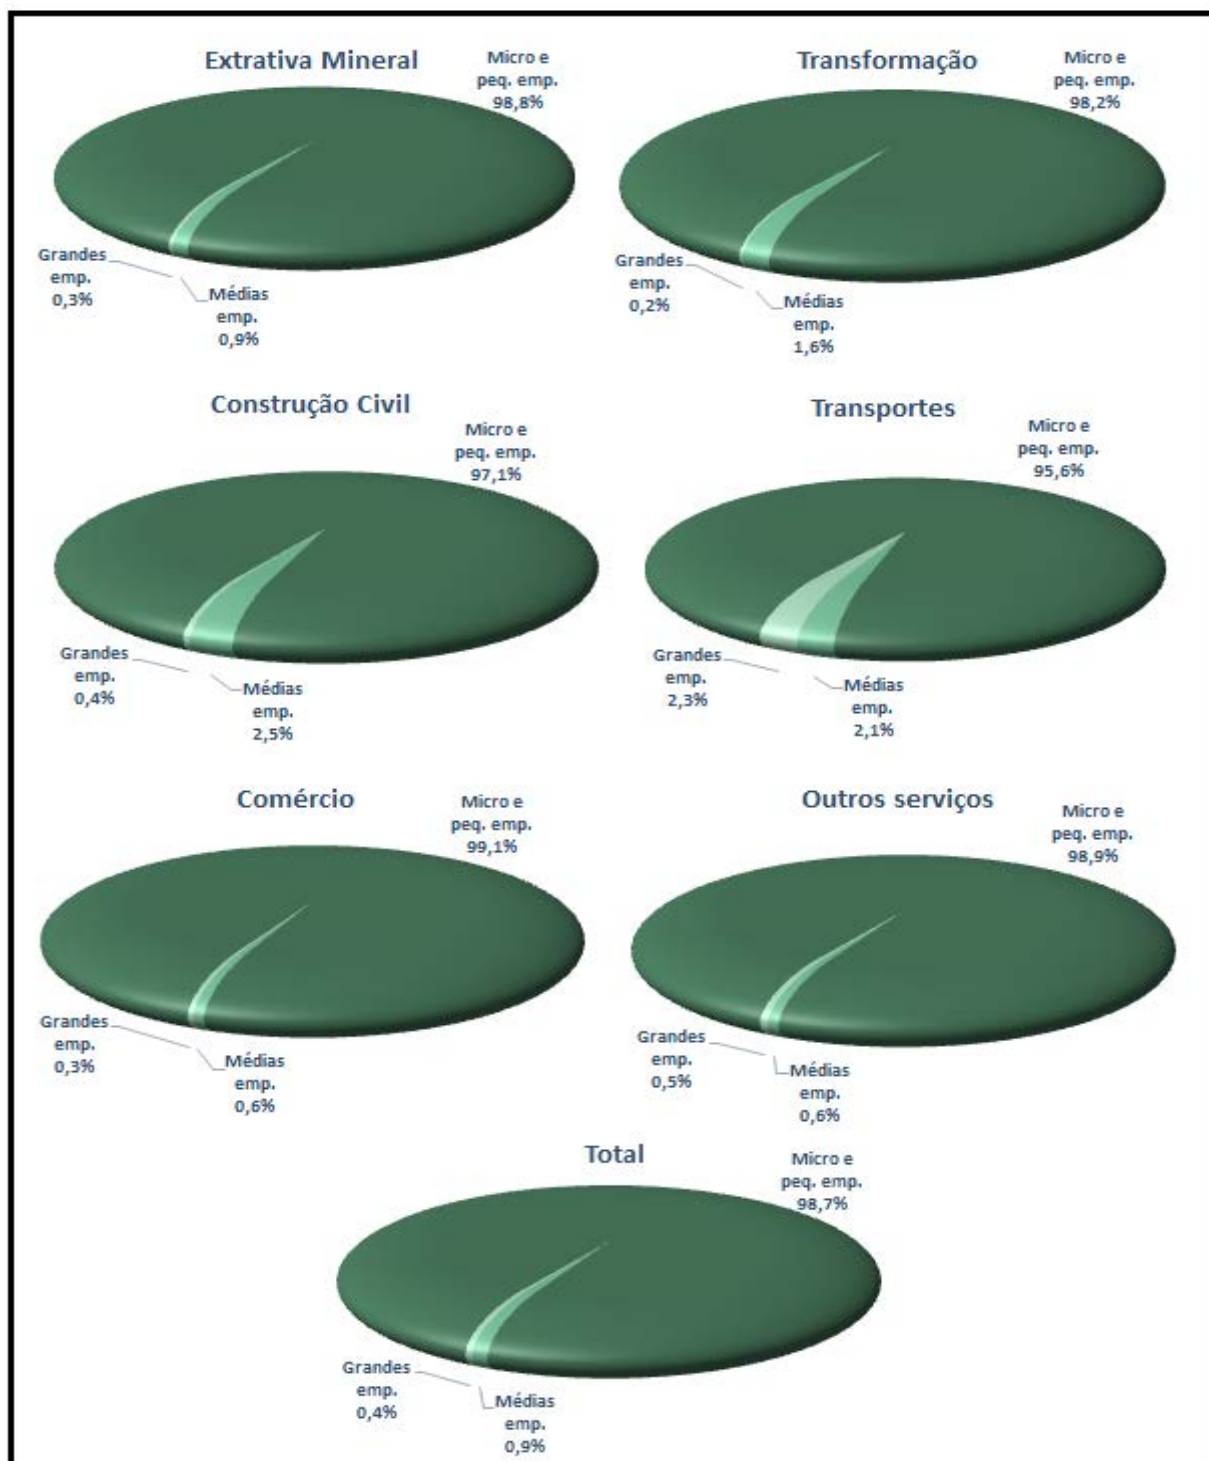 Extrativa Mineral
Micro e
peq. emp.
98,8%
Grandes
emp.
0,3%
Médias
emp.
0,9%
Transformação
Micro e
peq. emp.
98,2%
Grandes
emp.
0,2%
Médias
emp.
1,6%
Construção Civil
Micro e
peq. emp.
97,1%
Grandes
emp.
0,4%
Médias
emp.
2,5%
Transportes
Micro e
peq. emp.
95,6%
Grandes
emp.
2,3%
Médias
emp.
2,1%
Comércio
Micro e
peq. emp.
99,1%
Grandes
emp.
0,3%
Médias
emp.
0,6%
Outros serviços
Micro e
peq. emp.
98,9%
Grandes
emp.
0,5%
Médias
emp.
0,6%
Total
Micro e
peq. emp.
98,7%
Grandes
emp.
0,4%
Médias
emp.
0,9%